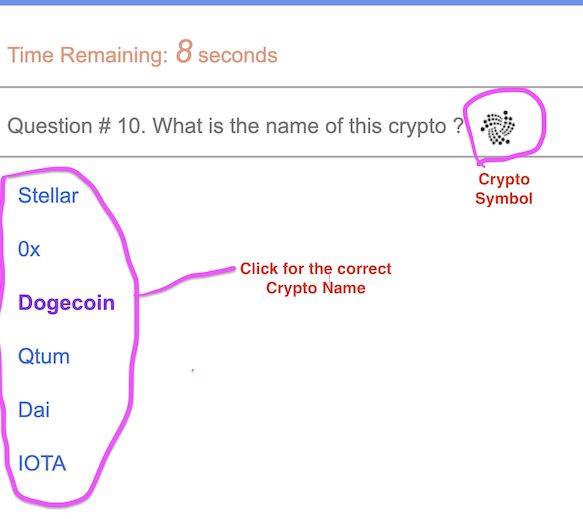 Time Remaining: 8 seconds
Question # 10. What is the name of this crypto ?
Crypto
Symbol
Stellar
0x
Click for the correct
Crypto Name
Dogecoin
Qtum
Dai
IOTA